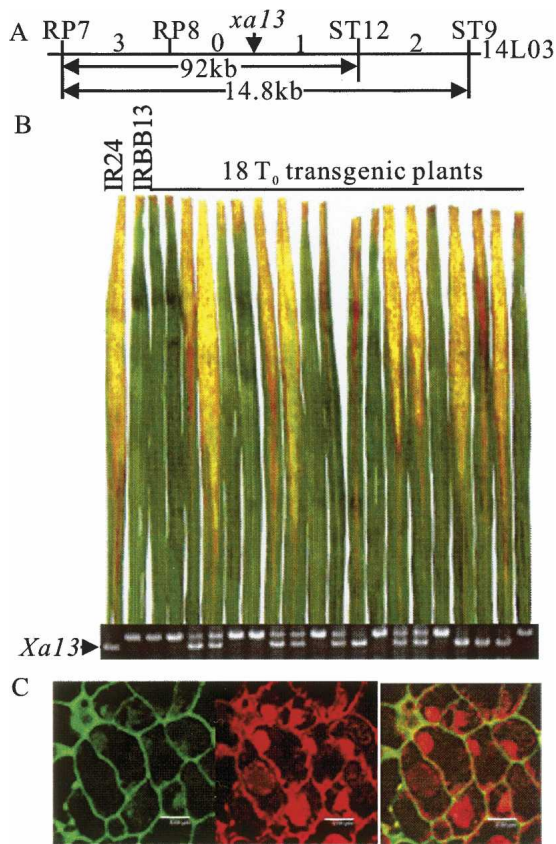 A
RP7 RP8 xa13 ST12 ST9
3 0 1 2 14L03
92kb
14.8kb
B
IR24
IRBB13
18 T₀ transgenic plants
Xa13
C